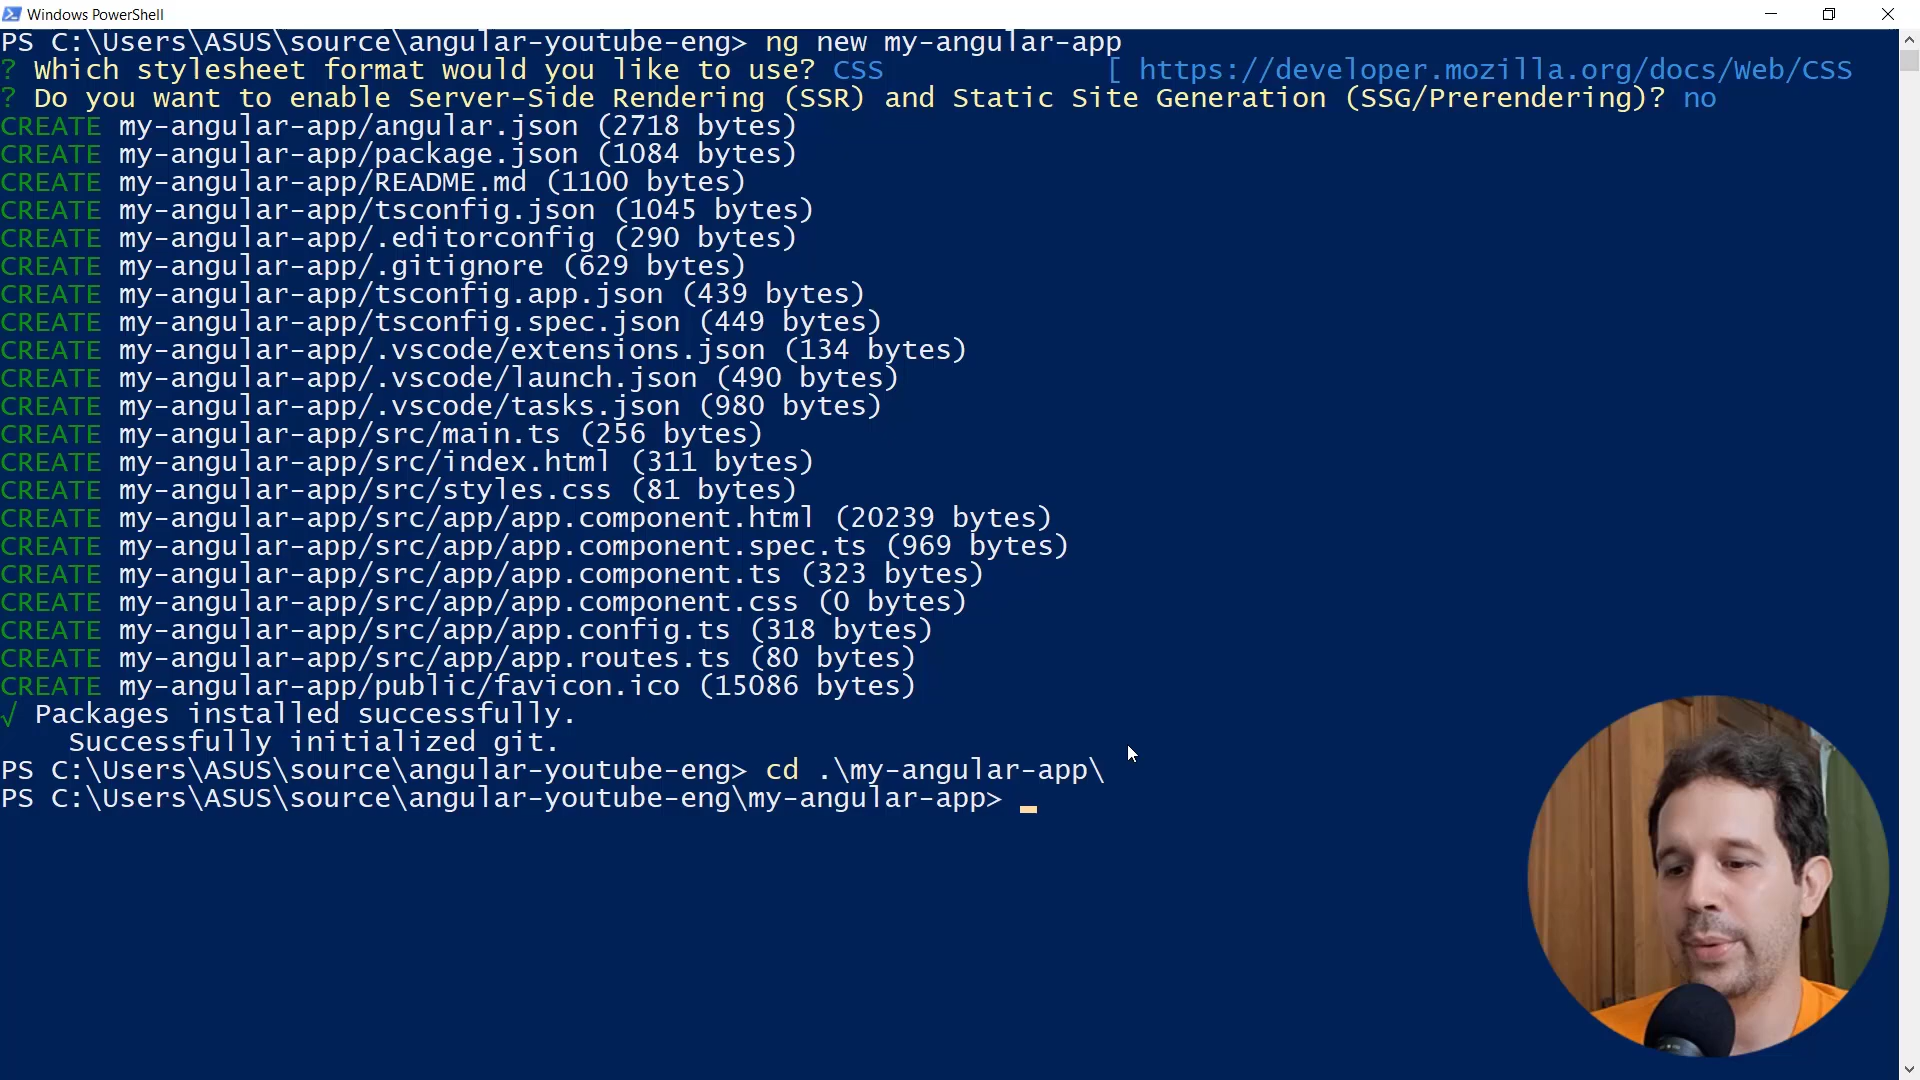 Windows PowerShell
PS C:\Users\ASUS\source\angular-youtube-eng> ng new my-angular-app
? Which stylesheet format would you like to use? CSS             [ https://developer.mozilla.org/docs/Web/CSS
? Do you want to enable Server-Side Rendering (SSR) and Static Site Generation (SSG/Prerendering)? no
CREATE my-angular-app/angular.json (2718 bytes)
CREATE my-angular-app/package.json (1084 bytes)
CREATE my-angular-app/README.md (1100 bytes)
CREATE my-angular-app/tsconfig.json (1045 bytes)
CREATE my-angular-app/.editorconfig (290 bytes)
CREATE my-angular-app/.gitignore (629 bytes)
CREATE my-angular-app/tsconfig.app.json (439 bytes)
CREATE my-angular-app/tsconfig.spec.json (449 bytes)
CREATE my-angular-app/.vscode/extensions.json (134 bytes)
CREATE my-angular-app/.vscode/launch.json (490 bytes)
CREATE my-angular-app/.vscode/tasks.json (980 bytes)
CREATE my-angular-app/src/main.ts (256 bytes)
CREATE my-angular-app/src/index.html (311 bytes)
CREATE my-angular-app/src/styles.css (81 bytes)
CREATE my-angular-app/src/app/app.component.html (20239 bytes)
CREATE my-angular-app/src/app/app.component.spec.ts (969 bytes)
CREATE my-angular-app/src/app/app.component.ts (323 bytes)
CREATE my-angular-app/src/app/app.component.css (0 bytes)
CREATE my-angular-app/src/app/app.config.ts (318 bytes)
CREATE my-angular-app/src/app/app.routes.ts (80 bytes)
CREATE my-angular-app/public/favicon.ico (15086 bytes)
√ Packages installed successfully.
    Successfully initialized git.
PS C:\Users\ASUS\source\angular-youtube-eng> cd .\my-angular-app\
PS C:\Users\ASUS\source\angular-youtube-eng\my-angular-app>